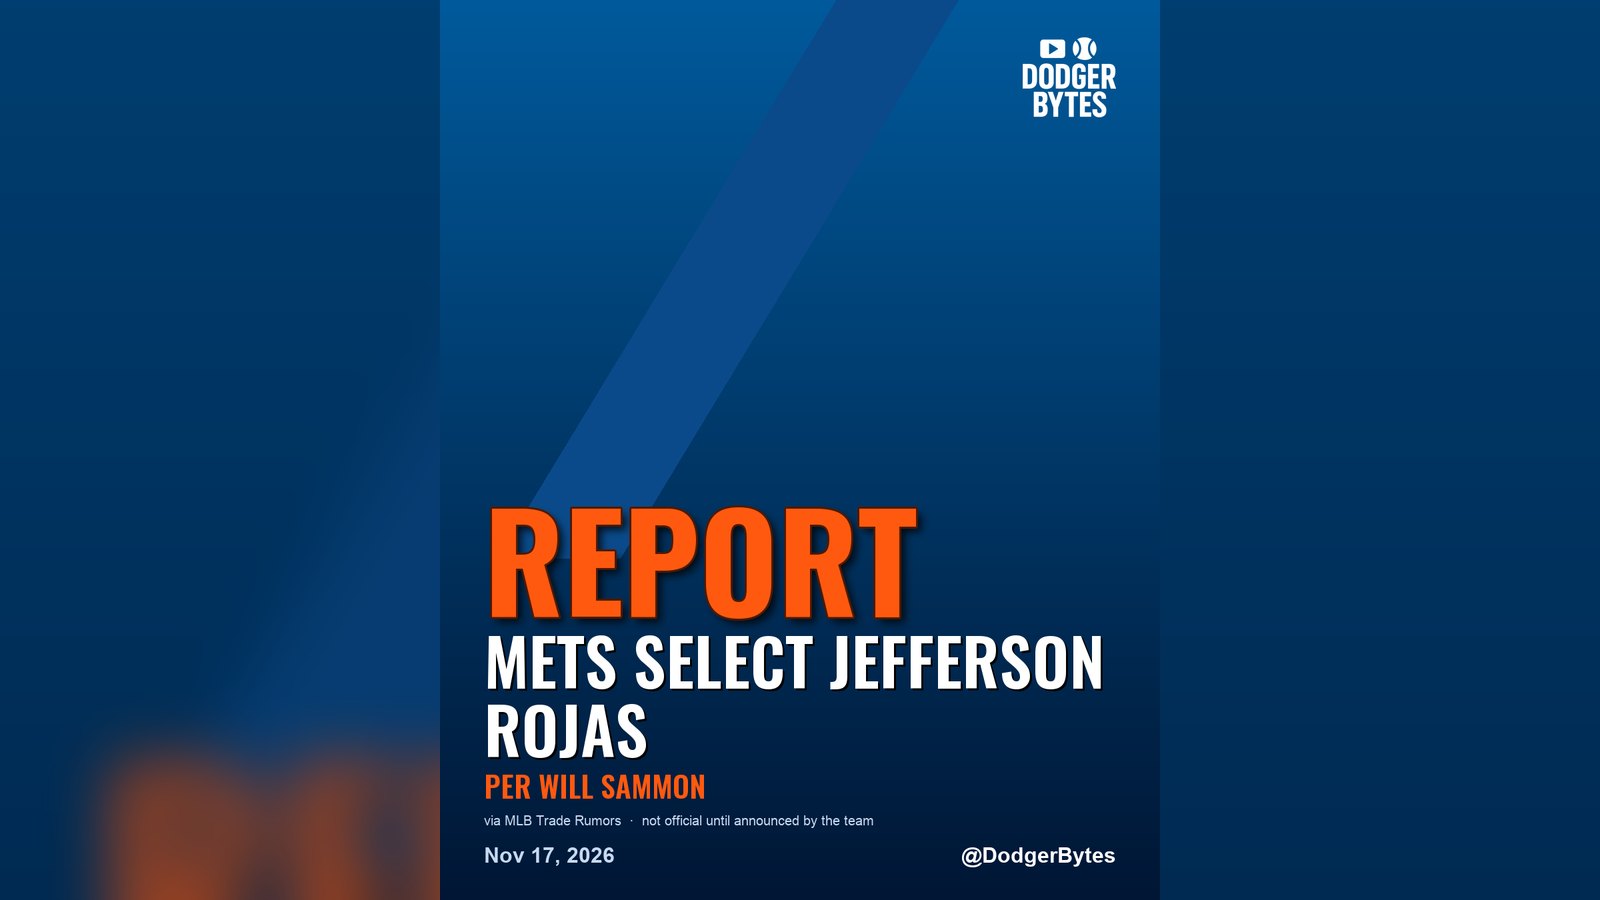 DODGER
BYTES
REPORT
METS SELECT JEFFERSON
ROJAS
PER WILL SAMMON
via MLB Trade Rumors · not official until announced by the team
Nov 17, 2026
@DodgerBytes